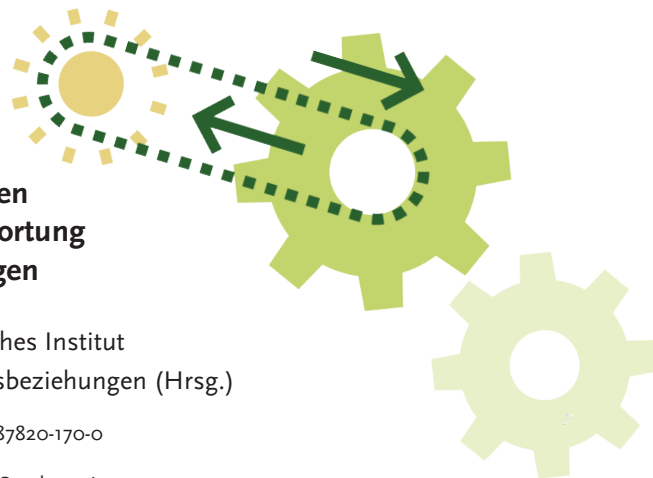 en
ortung
gen
hes Institut
sbeziehungen (Hrsg.)
87820-170-0